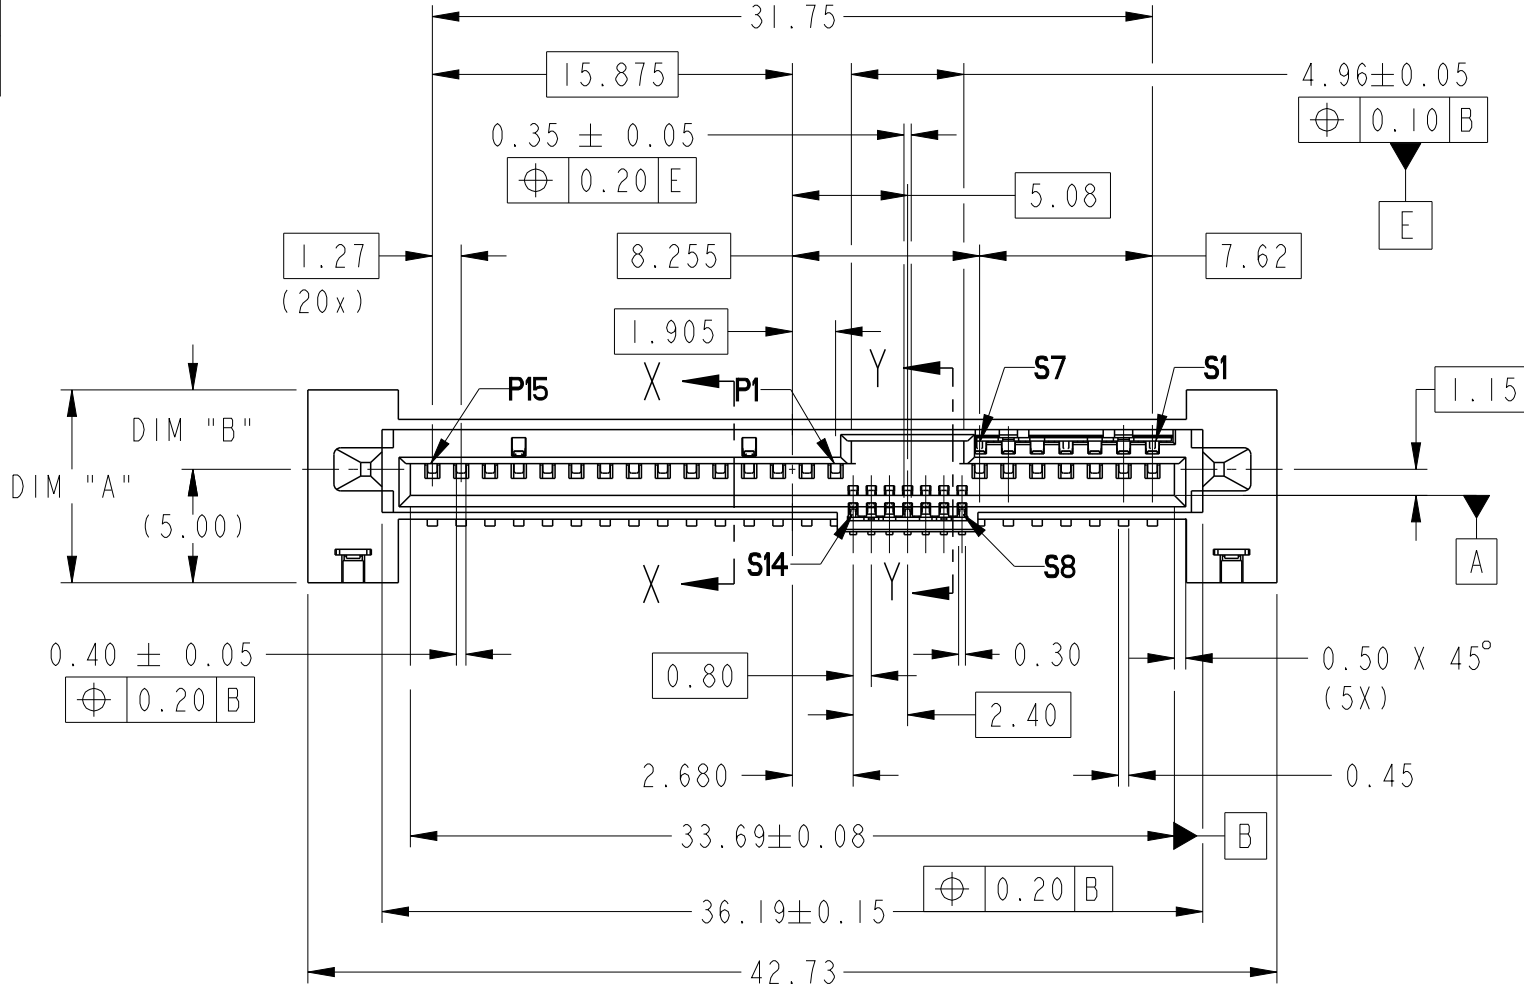 31.75
15.875
4.96±0.05
⌖ 0.10 B
0.35 ± 0.05
⌖ 0.20 E
5.08
E
1.27
(20x)
8.255
7.62
1.905
X
Y
P15
P1
S7
S1
1.15
DIM "B"
DIM "A"
(5.00)
S14
S8
X
Y
A
0.40 ± 0.05
⌖ 0.20 B
0.80
0.30
0.50 X 45°
(5X)
2.40
2.680
0.45
33.69±0.08
B
⌖ 0.20 B
36.19±0.15
42.73